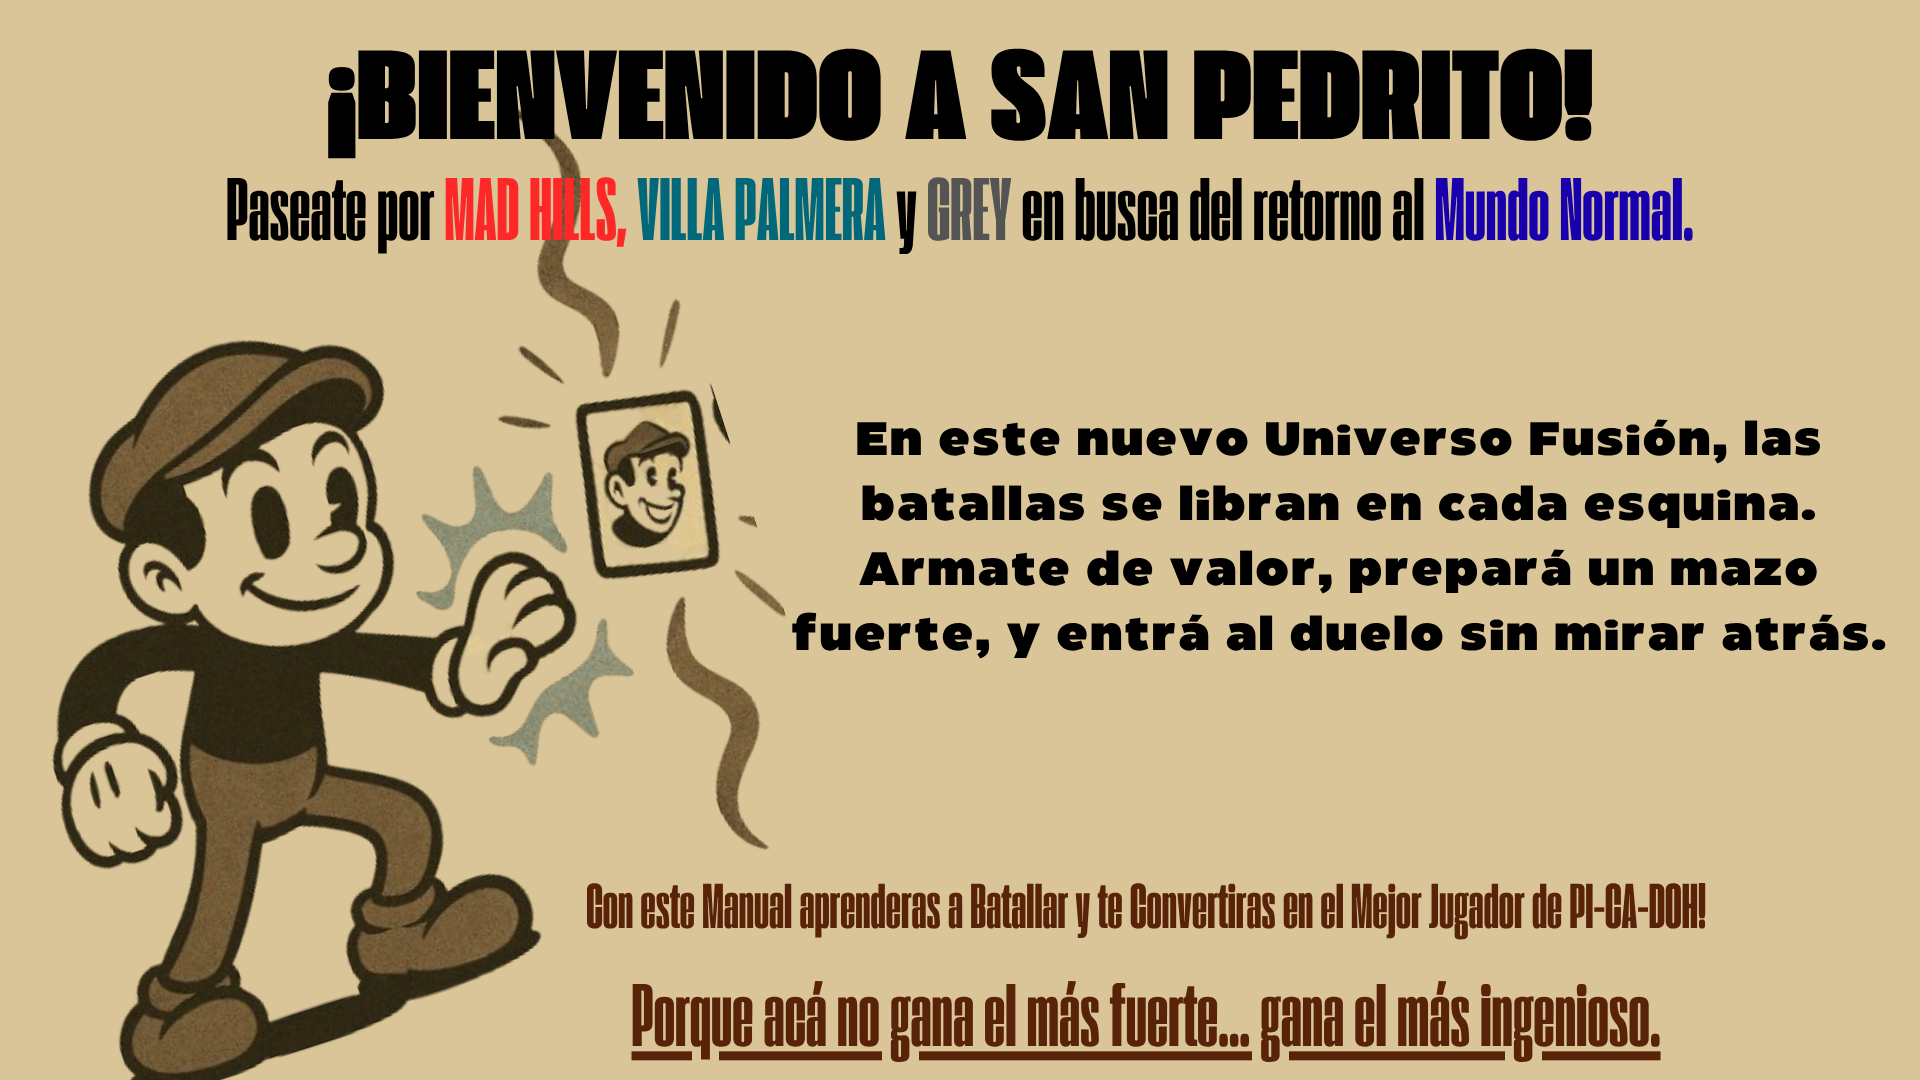 ¡BIENVENIDO A SAN PEDRITO!
Paseate por MAD HILLS, VILLA PALMERA y GREY en busca del retorno al Mundo Normal.
En este nuevo Universo Fusión, las
batallas se libran en cada esquina.
Armate de valor, prepará un mazo
fuerte, y entrá al duelo sin mirar atrás.
Con este Manual aprenderas a Batallar y te Convertiras en el Mejor Jugador de PI-CA-DOH!
Porque acá no gana el más fuerte... gana el más ingenioso.